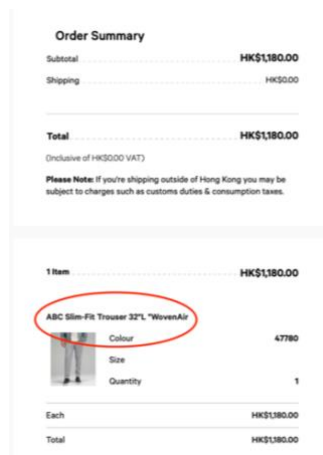 Order Summary
Subtotal HK$1,180.00
Shipping HK$0.00
Total HK$1,180.00
(Inclusive of HK$0.00 VAT)
Please Note: If you're shipping outside of Hong Kong you may be
subject to charges such as customs duties & consumption taxes.
1 Item HK$1,180.00
ABC Slim-Fit Trouser 32"L "WovenAir
Colour 47780
Size
Quantity 1
Each HK$1,180.00
Total HK$1,180.00